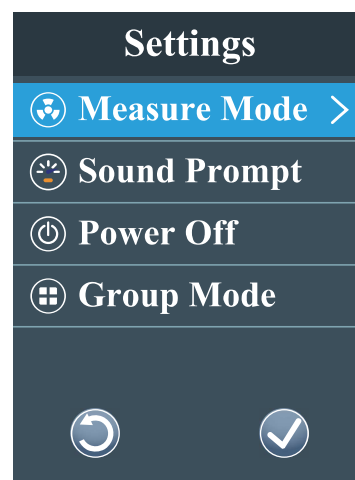 Settings
Measure Mode
Sound Prompt
Power Off
Group Mode